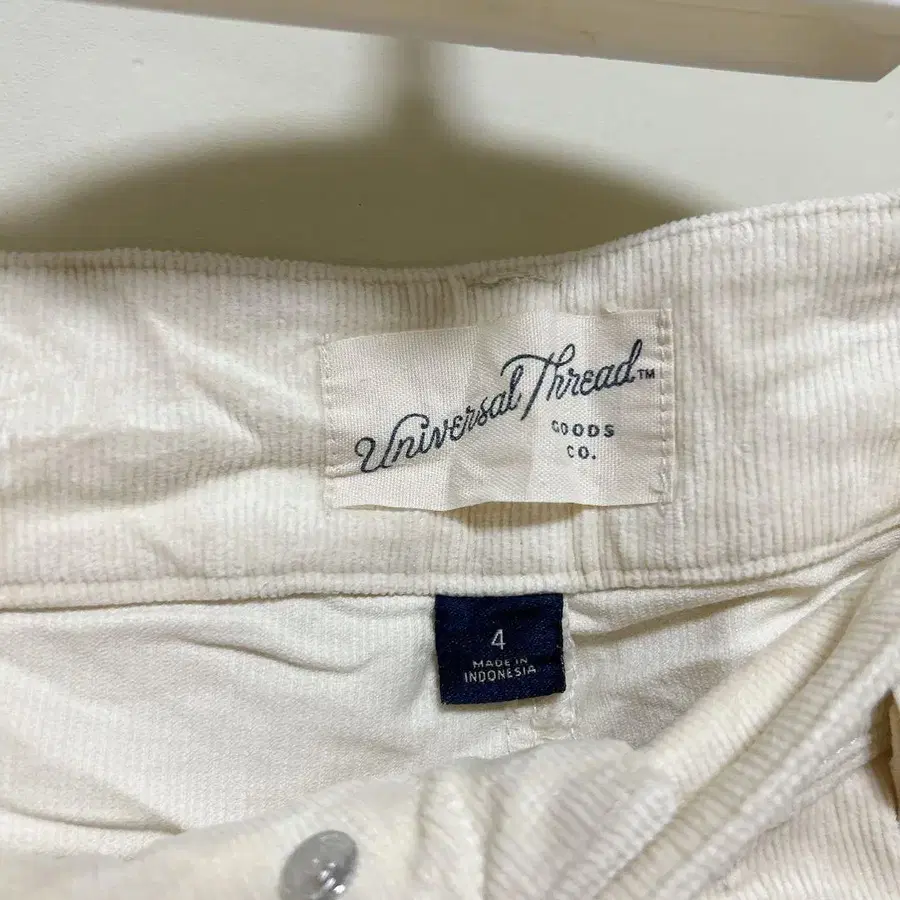 Universal Thread™
GOODS
CO.
4
MADE IN
INDONESIA